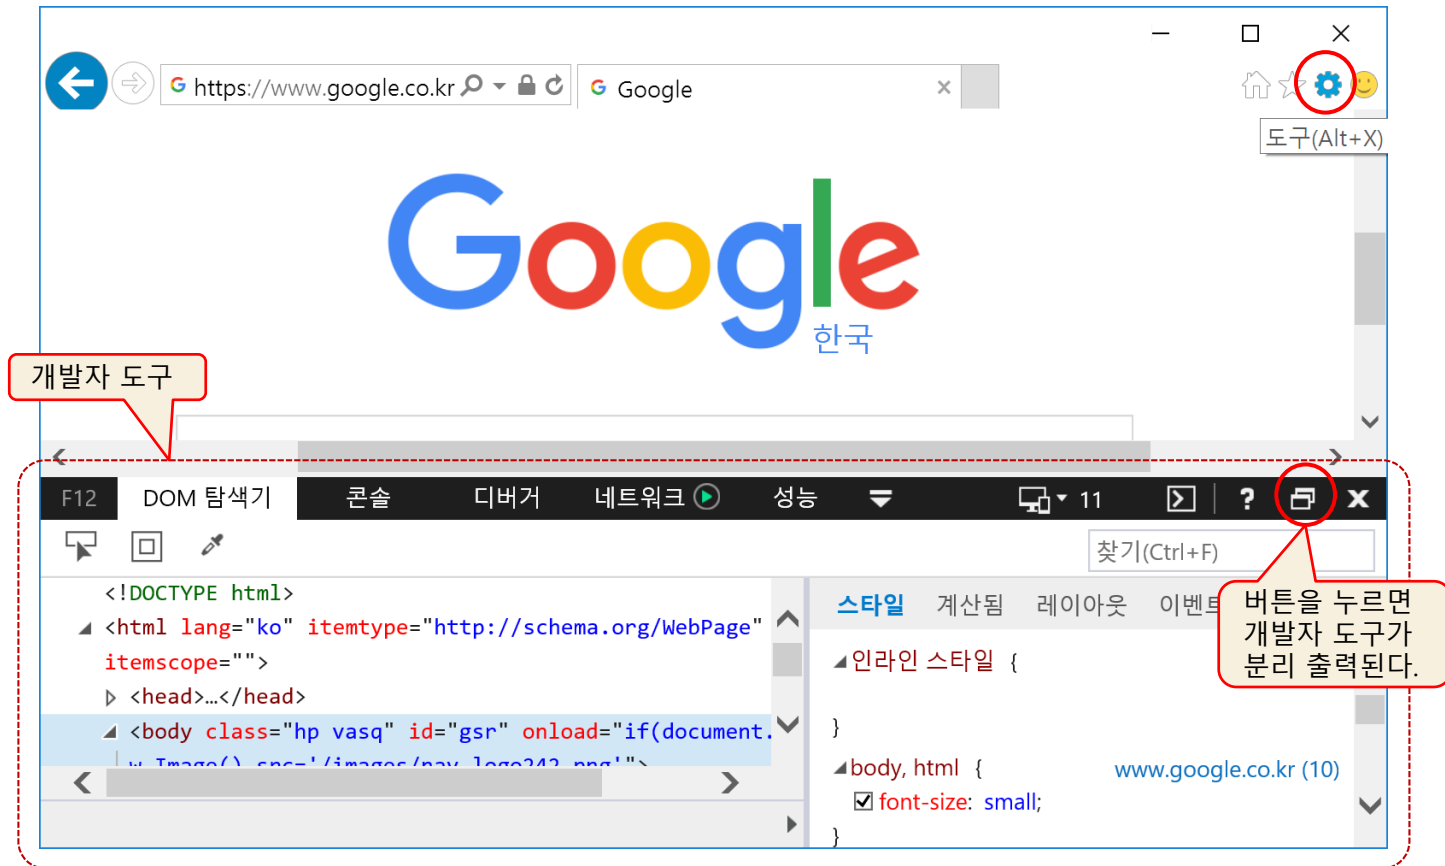 https://www.google.co.kr
Google
도구(Alt+X)
Google
한국
개발자 도구
F12 DOM 탐색기 콘솔 디버거 네트워크 성능 11 ?
찾기(Ctrl+F)
<!DOCTYPE html>
<html lang="ko" itemtype="http://schema.org/WebPage"
itemscope="">
<head>…</head>
<body class="hp vasq" id="gsr" onload="if(document.
w Image() src='/images/nav_logo242.png'">
스타일 계산됨 레이아웃 이벤트
인라인 스타일 {
}
body, html { www.google.co.kr (10)
font-size: small;
}
버튼을 누르면
개발자 도구가
분리 출력된다.